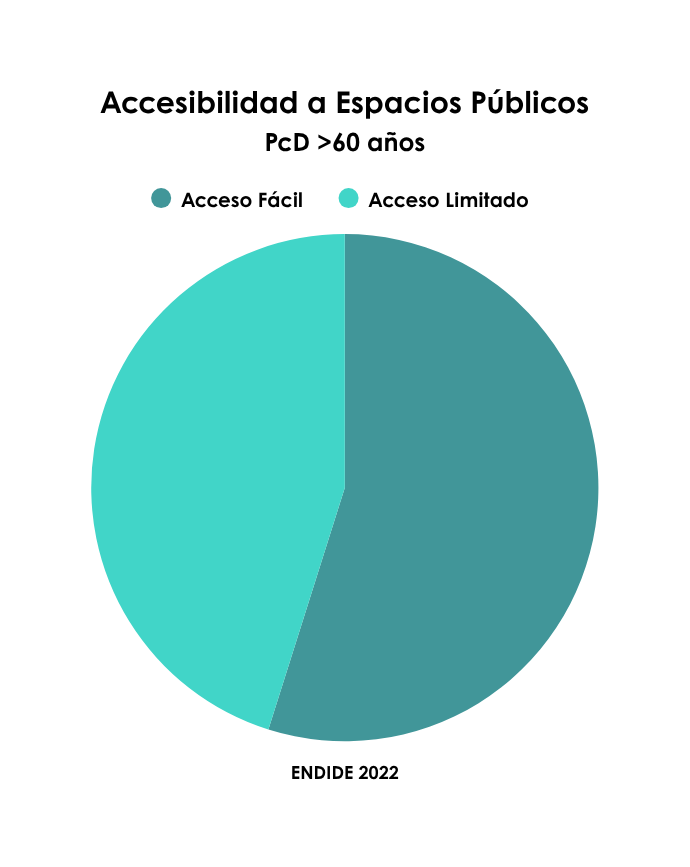 Accesibilidad a Espacios Públicos
PcD >60 años
Acceso Fácil Acceso Limitado
ENDIDE 2022